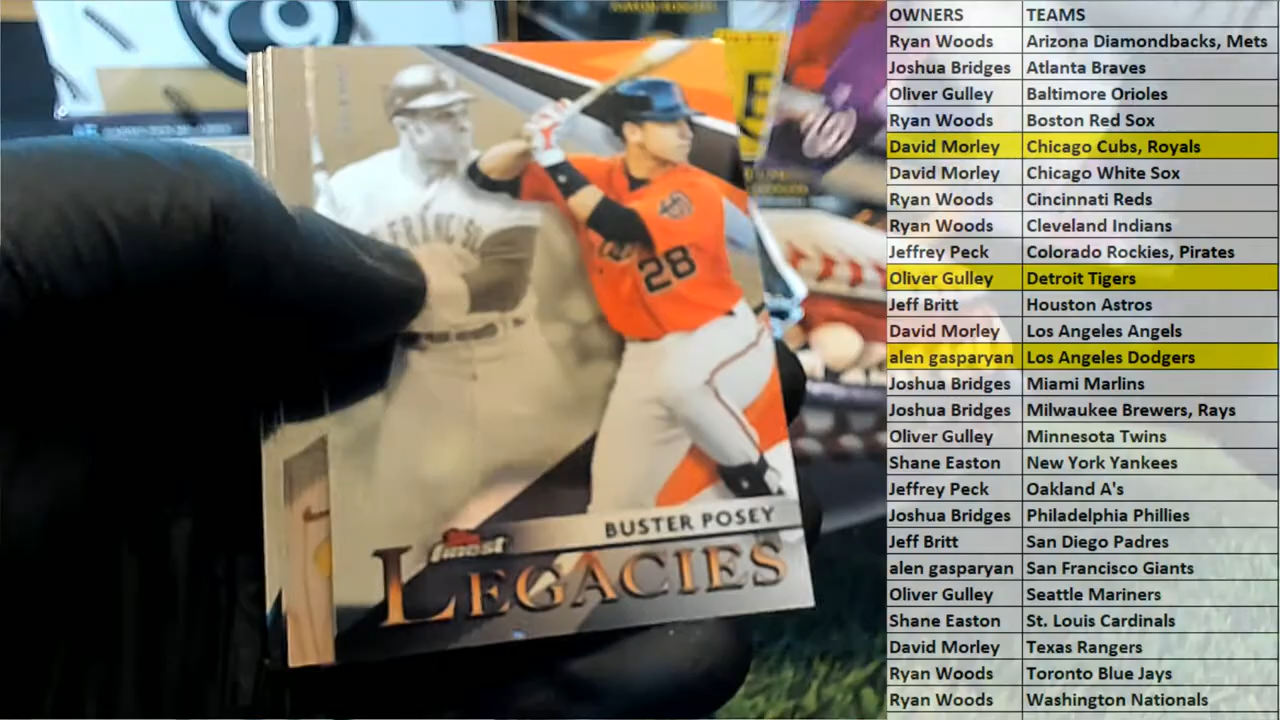 OWNERS TEAMS
Ryan Woods Arizona Diamondbacks, Mets
Joshua Bridges Atlanta Braves
Oliver Gulley Baltimore Orioles
Ryan Woods Boston Red Sox
David Morley Chicago Cubs, Royals
David Morley Chicago White Sox
Ryan Woods Cincinnati Reds
Ryan Woods Cleveland Indians
Jeffrey Peck Colorado Rockies, Pirates
Oliver Gulley Detroit Tigers
Jeff Britt Houston Astros
David Morley Los Angeles Angels
alen gasparyan Los Angeles Dodgers
Joshua Bridges Miami Marlins
Joshua Bridges Milwaukee Brewers, Rays
Oliver Gulley Minnesota Twins
Shane Easton New York Yankees
Jeffrey Peck Oakland A's
Joshua Bridges Philadelphia Phillies
Jeff Britt San Diego Padres
alen gasparyan San Francisco Giants
Oliver Gulley Seattle Mariners
Shane Easton St. Louis Cardinals
David Morley Texas Rangers
Ryan Woods Toronto Blue Jays
Ryan Woods Washington Nationals
28
BUSTER POSEY
finest
LEGACIES